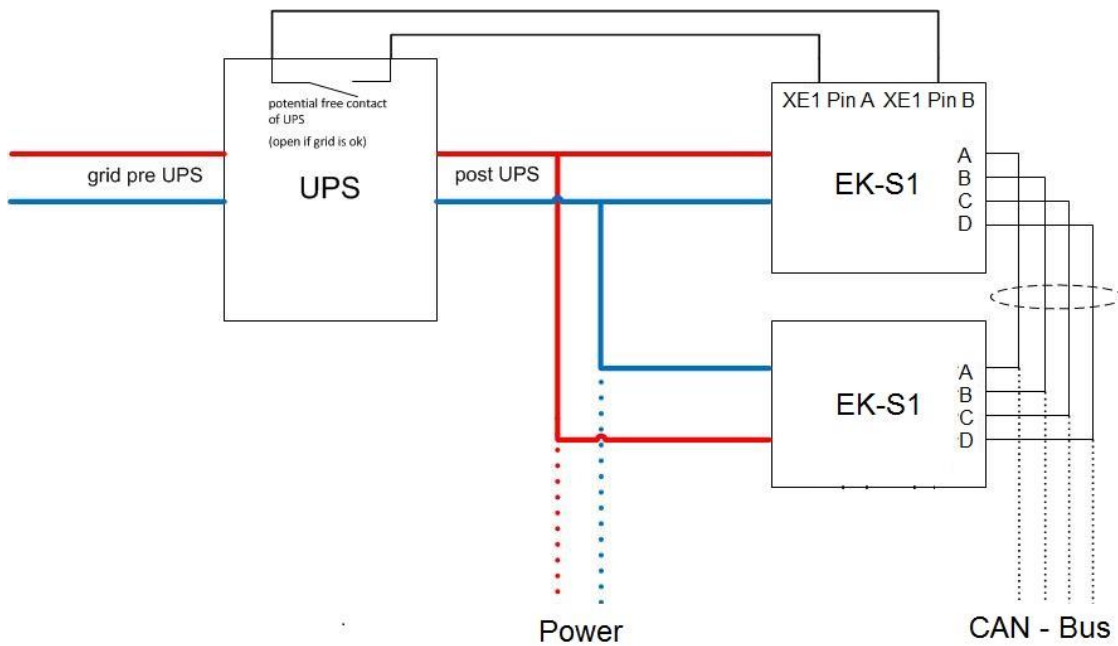 XE1 Pin A XE1 Pin B
potential free contact
of UPS
(open if grid is ok)
grid pre UPS
UPS
post UPS
EK-S1
A
B
C
D
EK-S1
A
B
C
D
Power
CAN - Bus